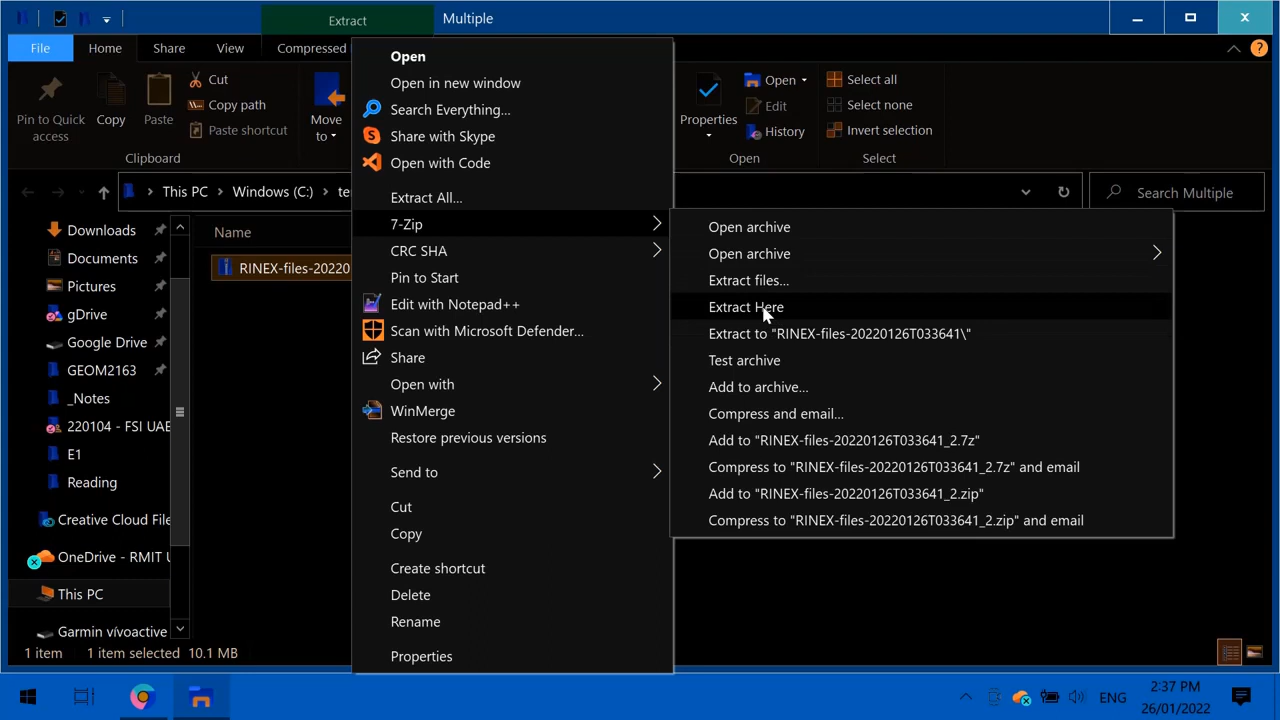 Extract
Multiple
File
Home
Share
View
Compressed
?
Pin to Quick
access
Copy
Paste
Cut
Copy path
Paste shortcut
Clipboard
Move
to
Properties
Open
Edit
History
Open
Select all
Select none
Invert selection
Select
This PC
Windows (C:)
Search Multiple
Downloads
Documents
Pictures
gDrive
Google Drive
GEOM2163
_Notes
220104 - FSI UAE
E1
Reading
Creative Cloud File
OneDrive - RMIT
This PC
Garmin vívoactive
Name
RINEX-files-20220
Open
Open in new window
Search Everything...
Share with Skype
Open with Code
Extract All...
7-Zip
CRC SHA
Pin to Start
Edit with Notepad++
Scan with Microsoft Defender...
Share
Open with
WinMerge
Restore previous versions
Send to
Cut
Copy
Create shortcut
Delete
Rename
Properties
Open archive
Open archive
Extract files...
Extract Here
Extract to "RINEX-files-20220126T033641\"
Test archive
Add to archive...
Compress and email...
Add to "RINEX-files-20220126T033641_2.7z"
Compress to "RINEX-files-20220126T033641_2.7z" and email
Add to "RINEX-files-20220126T033641_2.zip"
Compress to "RINEX-files-20220126T033641_2.zip" and email
1 item
1 item selected 10.1 MB
ENG
2:37 PM
26/01/2022